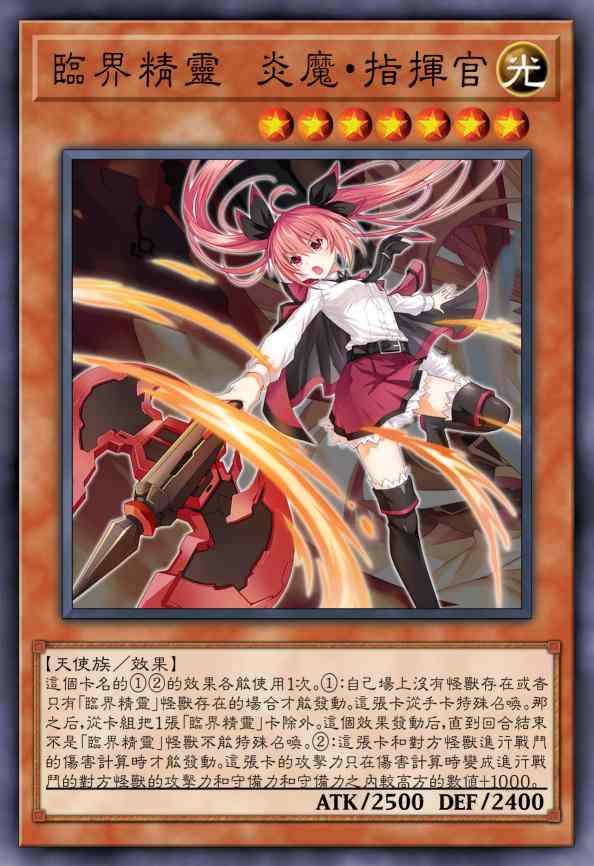 臨界精靈　炎魔・指揮官 光
【天使族／效果】
這個卡名的①②的效果各能使用1次。①：自己場上沒有怪獸存在或者
只有「臨界精靈」怪獸存在的場合才能發動。這張卡從手卡特殊召喚。那
之后，從卡組把1張「臨界精靈」卡除外。這個效果發動后，直到回合結束
不是「臨界精靈」怪獸不能特殊召喚。②：這張卡和對方怪獸進行戰鬥
的傷害計算時才能發動。這張卡的攻擊力只在傷害計算時變成進行戰
鬥的對方怪獸的攻擊力和守備力和守備力之內較高方的數值+1000。
ATK/2500 DEF/2400